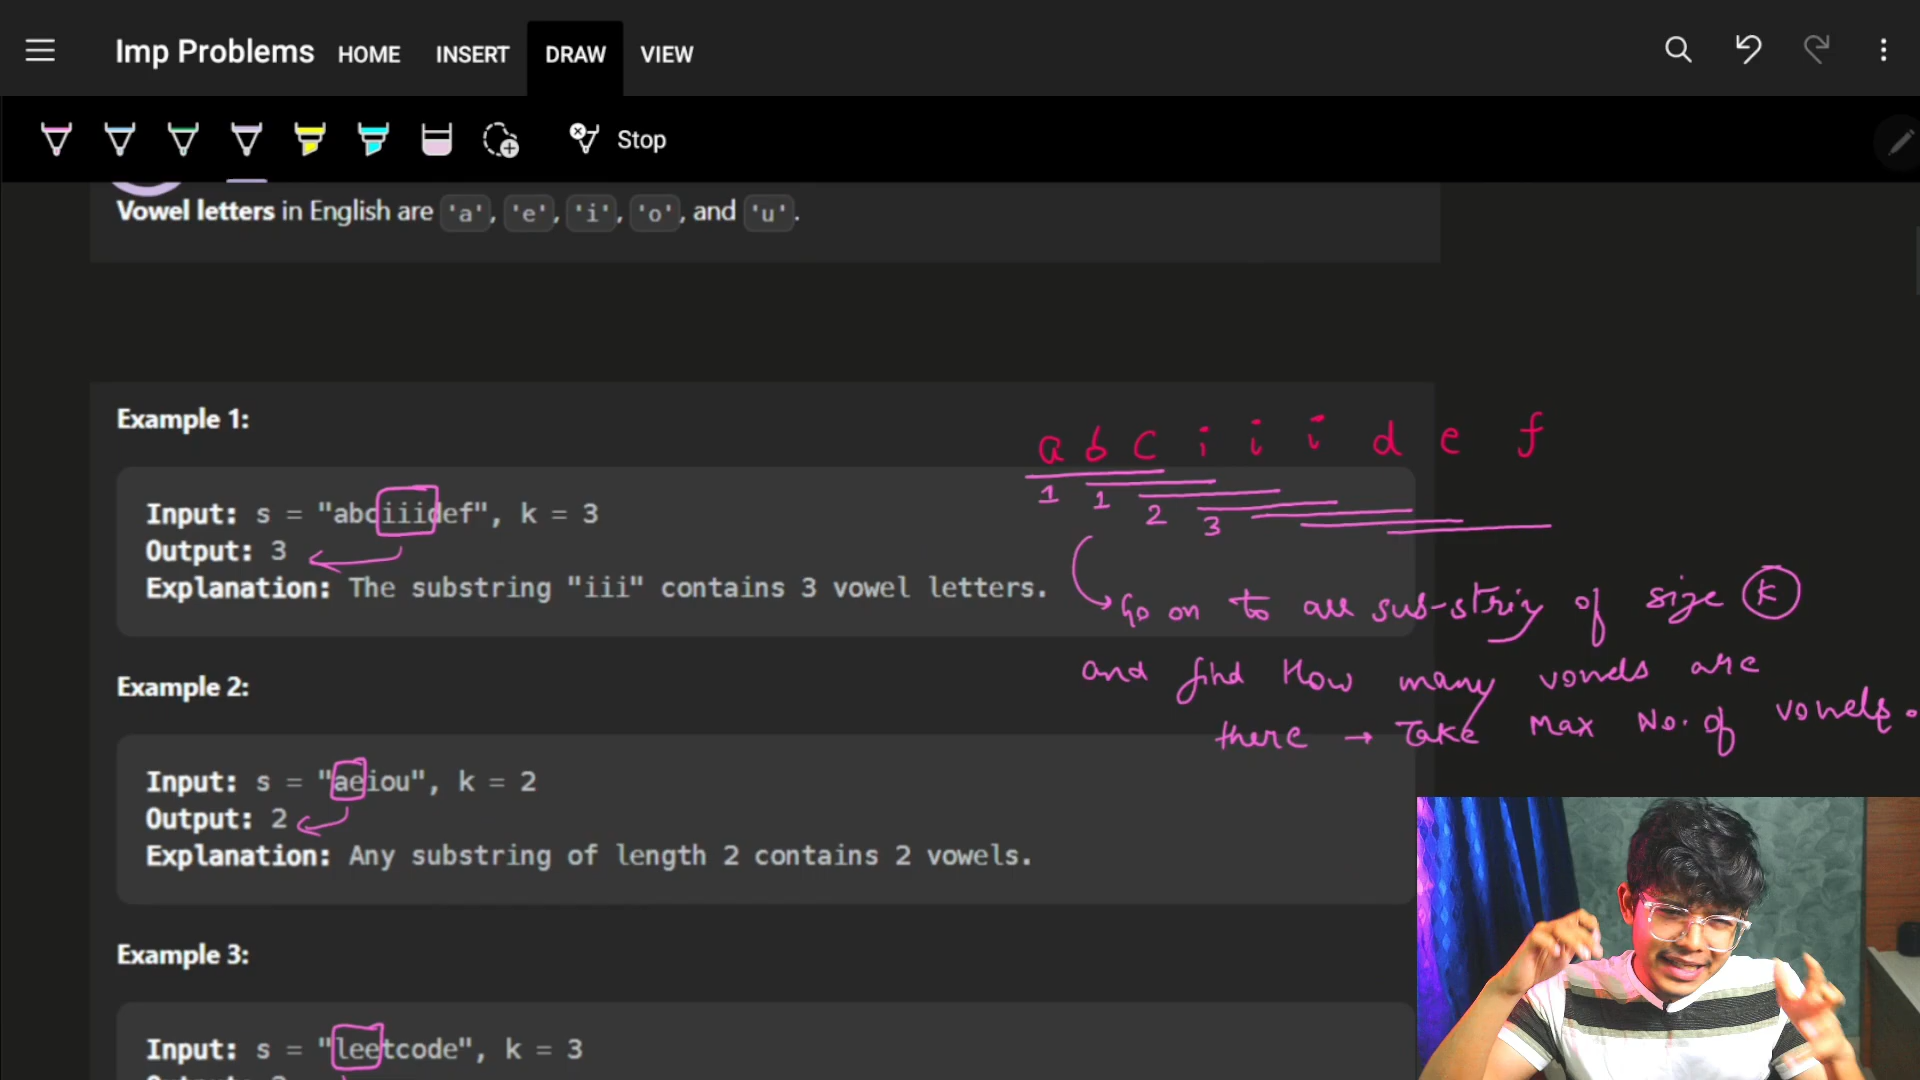 Imp Problems HOME INSERT DRAW VIEW
Stop
Vowel letters in English are 'a', 'e', 'i', 'o', and 'u'.
Example 1:
a b c i i i d e f
1 1 2 3
Input: s = "abciiidef", k = 3
Output: 3
Explanation: The substring "iii" contains 3 vowel letters.
Go on to all sub-string of size K
and find How many vowels are
there → Take Max No. of vowels.
Example 2:
Input: s = "aeiou", k = 2
Output: 2
Explanation: Any substring of length 2 contains 2 vowels.
Example 3:
Input: s = "leetcode", k = 3